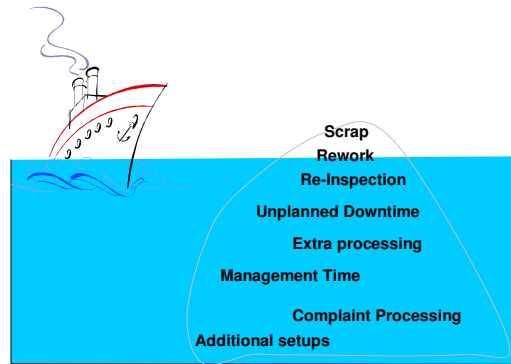 Scrap
Rework
Re-Inspection
Unplanned Downtime
Extra processing
Management Time
Complaint Processing
Additional setups